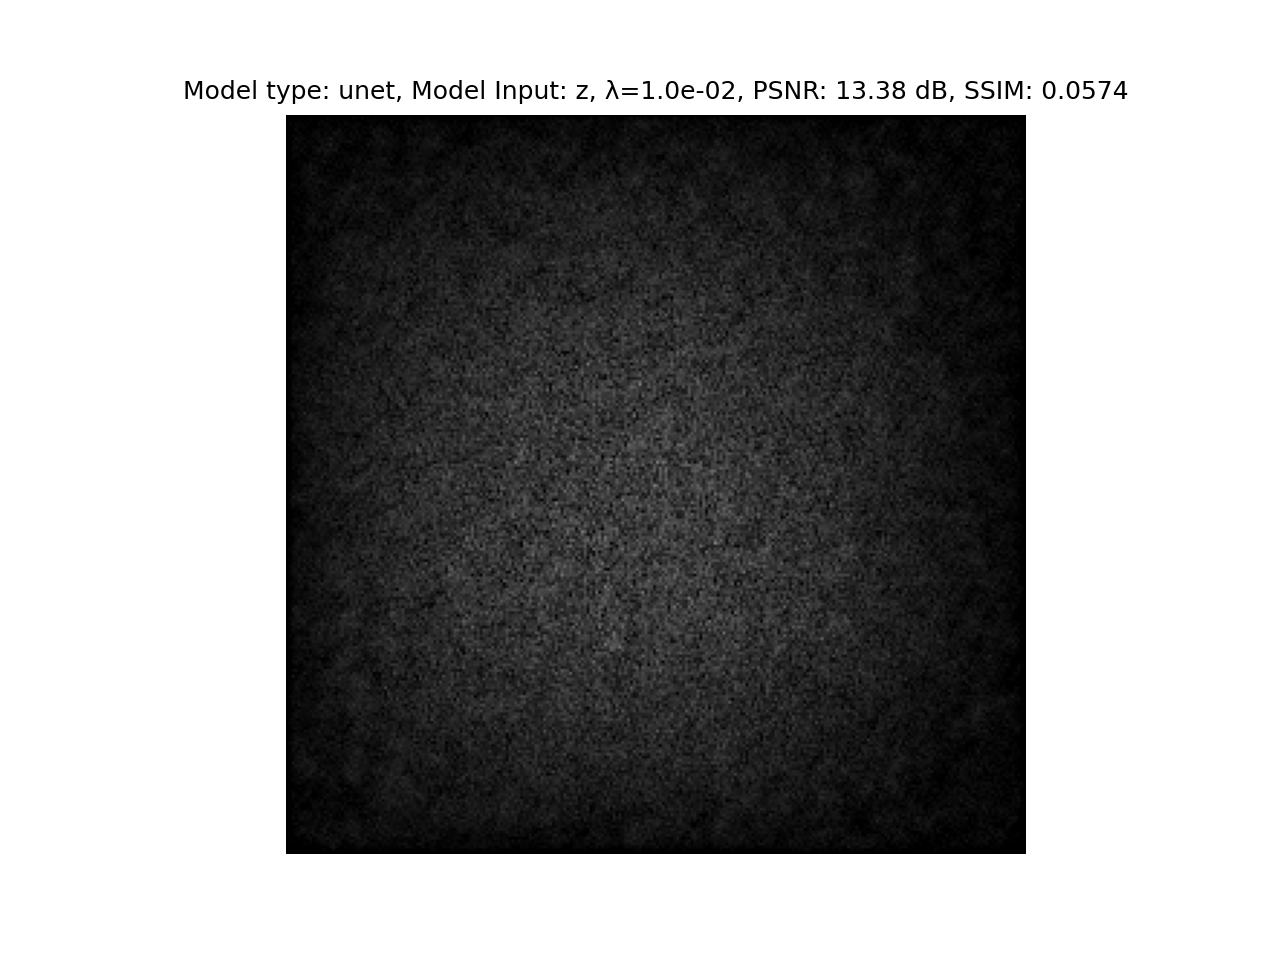 Model type: unet, Model Input: z, λ=1.0e-02, PSNR: 13.38 dB, SSIM: 0.0574